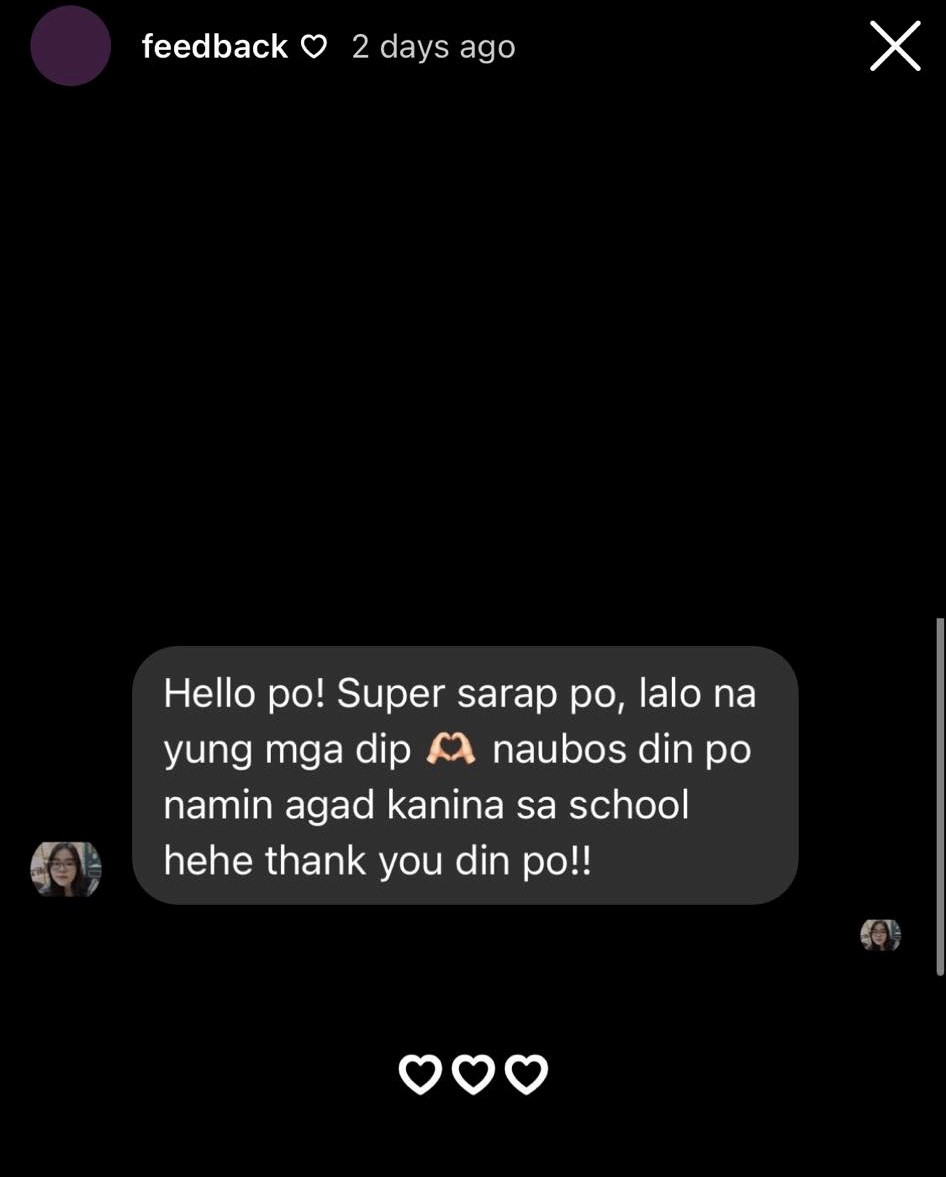 feedback ♡ 2 days ago
Hello po! Super sarap po, lalo na
yung mga dip 🫶🏻 naubos din po
namin agad kanina sa school
hehe thank you din po!!
♡♡♡